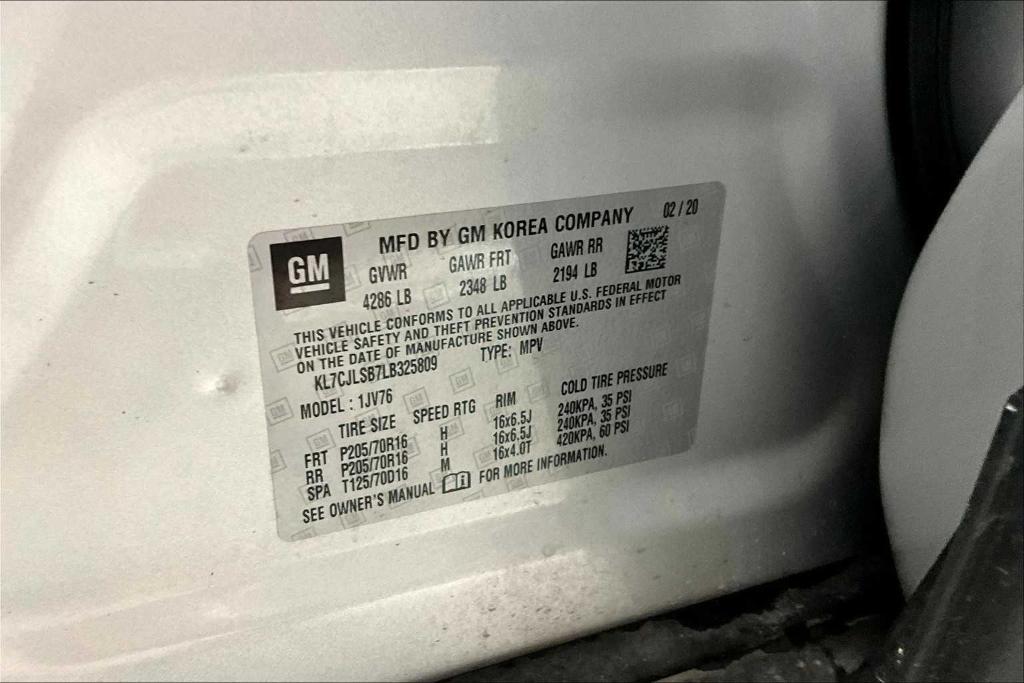 GM
MFD BY GM KOREA COMPANY 02 / 20
GVWR GAWR FRT GAWR RR
4286 LB 2348 LB 2194 LB
THIS VEHICLE CONFORMS TO ALL APPLICABLE U.S. FEDERAL MOTOR
VEHICLE SAFETY AND THEFT PREVENTION STANDARDS IN EFFECT
ON THE DATE OF MANUFACTURE SHOWN ABOVE.
KL7CJLSB7LB325809 TYPE: MPV
MODEL : 1JV76
TIRE SIZE SPEED RTG RIM COLD TIRE PRESSURE
FRT P205/70R16 H 16x6.5J 240KPA, 35 PSI
RR P205/70R16 H 16x6.5J 240KPA, 35 PSI
SPA T125/70D16 M 16x4.0T 420KPA, 60 PSI
SEE OWNER'S MANUAL FOR MORE INFORMATION.